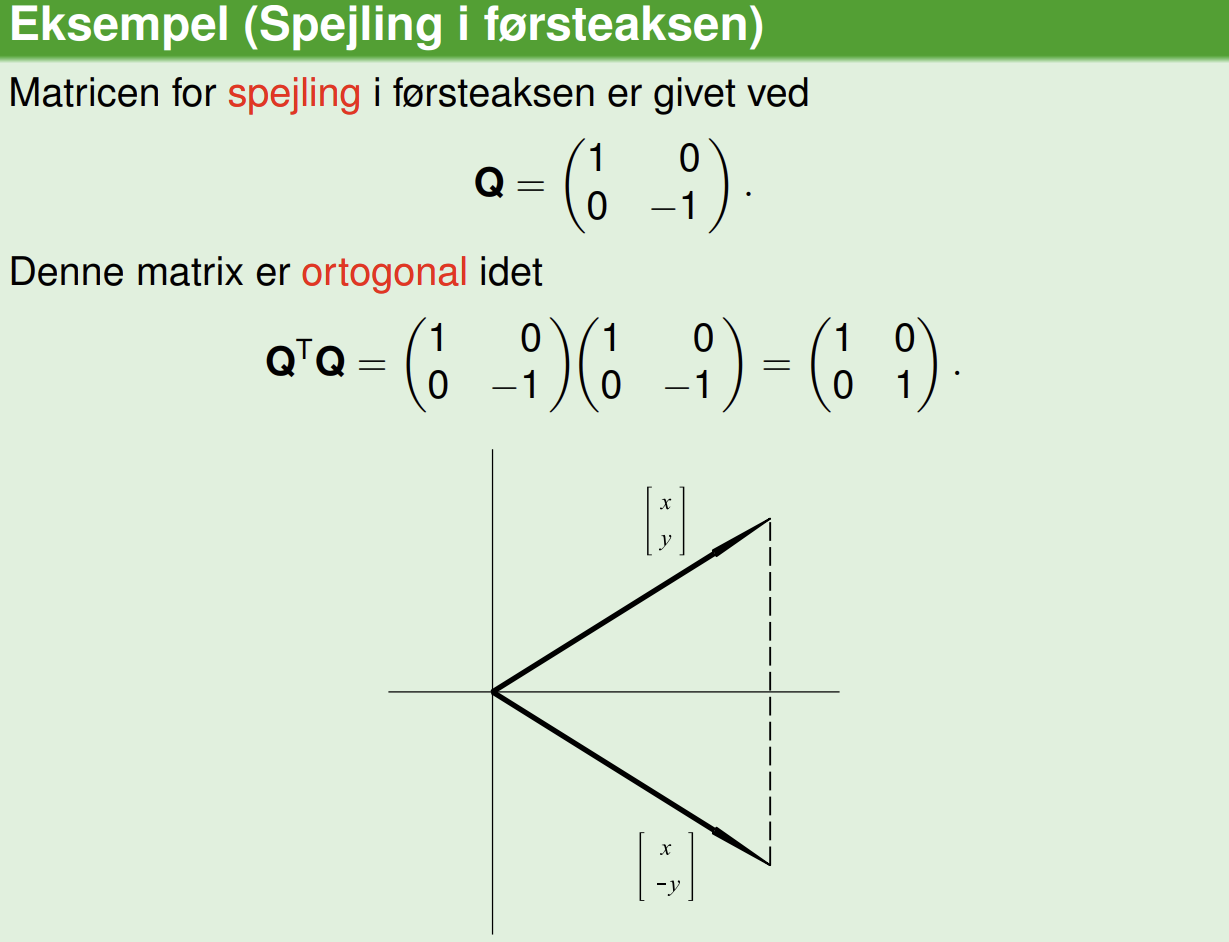 Eksempel (Spejling i førsteaksen)
Matricen for spejling i førsteaksen er givet ved
Q = (1 0
0 −1).
Denne matrix er ortogonal idet
QᵀQ = (1 0
0 −1)(1 0
0 −1) = (1 0
0 1).
[x
y]
[x
-y]